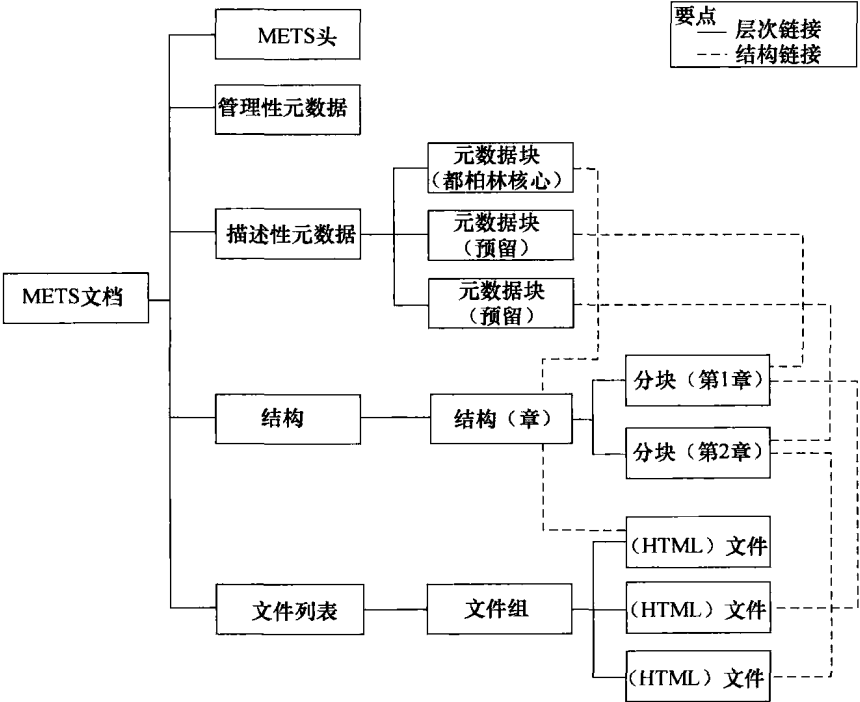 要点
层次链接
结构链接
METS头
管理性元数据
元数据块
（都柏林核心）
描述性元数据
元数据块
（预留）
元数据块
（预留）
METS文档
分块（第1章）
结构
结构（章）
分块（第2章）
（HTML）文件
文件列表
文件组
（HTML）文件
（HTML）文件